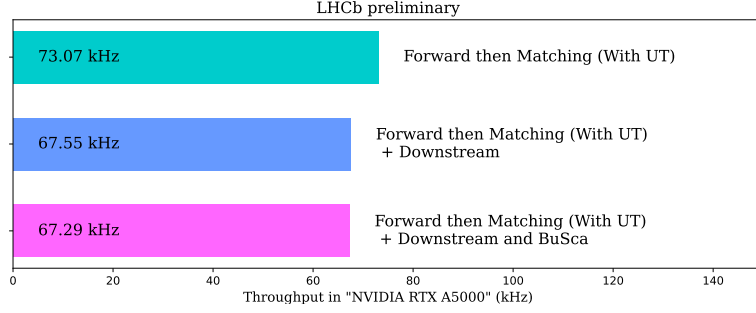 LHCb preliminary
73.07 kHz
Forward then Matching (With UT)
67.55 kHz
Forward then Matching (With UT)
+ Downstream
67.29 kHz
Forward then Matching (With UT)
+ Downstream and BuSca
0 20 40 60 80 100 120 140
Throughput in "NVIDIA RTX A5000" (kHz)